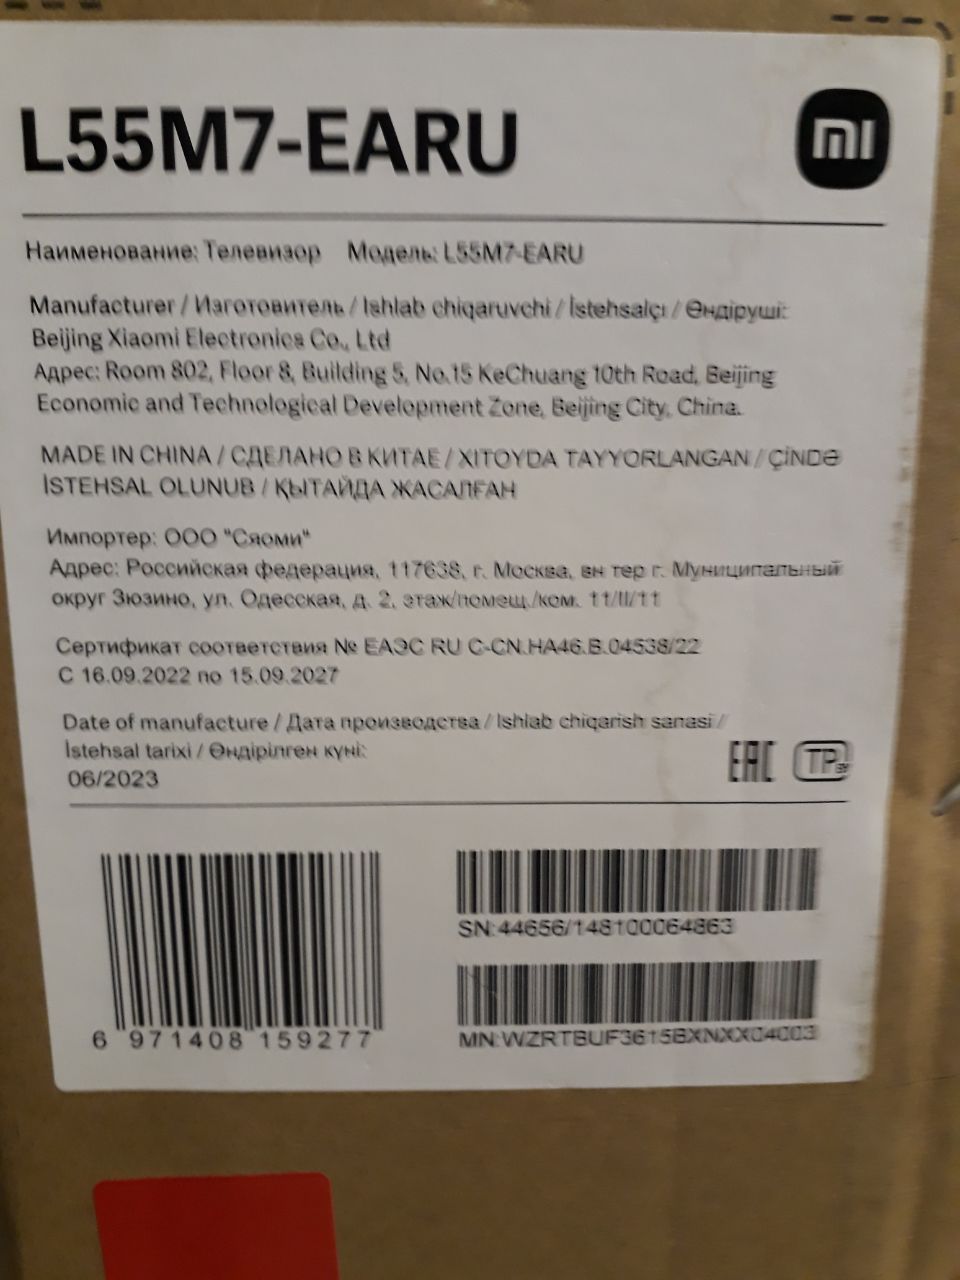 L55M7-EARU
mi
Наименование: Телевизор Модель: L55M7-EARU
Manufacturer / Изготовитель / Ishlab chiqaruvchi / İstehsalçı / Өндіруші:
Beijing Xiaomi Electronics Co., Ltd
Адрес: Room 802, Floor 8, Building 5, No.15 KeChuang 10th Road, Beijing
Economic and Technological Development Zone, Beijing City, China.
MADE IN CHINA / СДЕЛАНО В КИТАЕ / XITOYDA TAYYORLANGAN / ÇİNDƏ
İSTEHSAL OLUNUB / ҚЫТАЙДА ЖАСАЛҒАН
Импортер: ООО "Сяоми"
Адрес: Российская федерация, 117638, г. Москва, вн тер г. Муниципальный
округ Зюзино, ул. Одесская, д. 2, этаж/помещ./ком. 11/II/11
Сертификат соответствия № ЕАЭС RU C-CN.HA46.B.04538/22
С 16.09.2022 по 15.09.2027
Date of manufacture / Дата производства / Ishlab chiqarish sanasi /
İstehsal tarixi / Өндірілген күні:
06/2023
EAC TP BY
SN:44656/148100064863
6 971408 159277
MN:WZRTBUF3615BXNXX04003